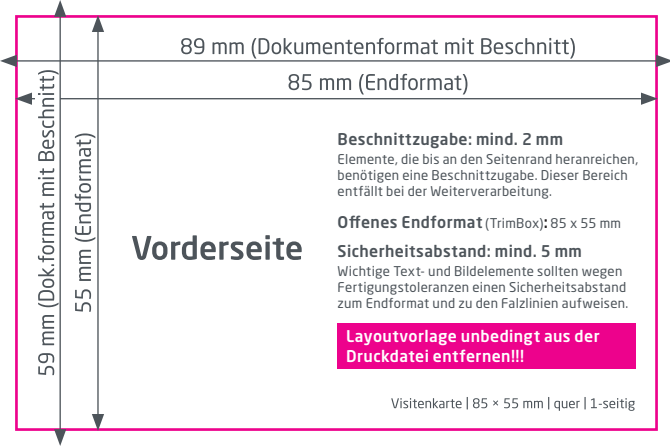 89 mm (Dokumentenformat mit Beschnitt)
85 mm (Endformat)
59 mm (Dok.format mit Beschnitt)
55 mm (Endformat)
Vorderseite
Beschnittzugabe: mind. 2 mm
Elemente, die bis an den Seitenrand heranreichen,
benötigen eine Beschnittzugabe. Dieser Bereich
entfällt bei der Weiterverarbeitung.
Offenes Endformat (TrimBox): 85 x 55 mm
Sicherheitsabstand: mind. 5 mm
Wichtige Text- und Bildelemente sollten wegen
Fertigungstoleranzen einen Sicherheitsabstand
zum Endformat und zu den Falzlinien aufweisen.
Layoutvorlage unbedingt aus der
Druckdatei entfernen!!!
Visitenkarte | 85 × 55 mm | quer | 1-seitig